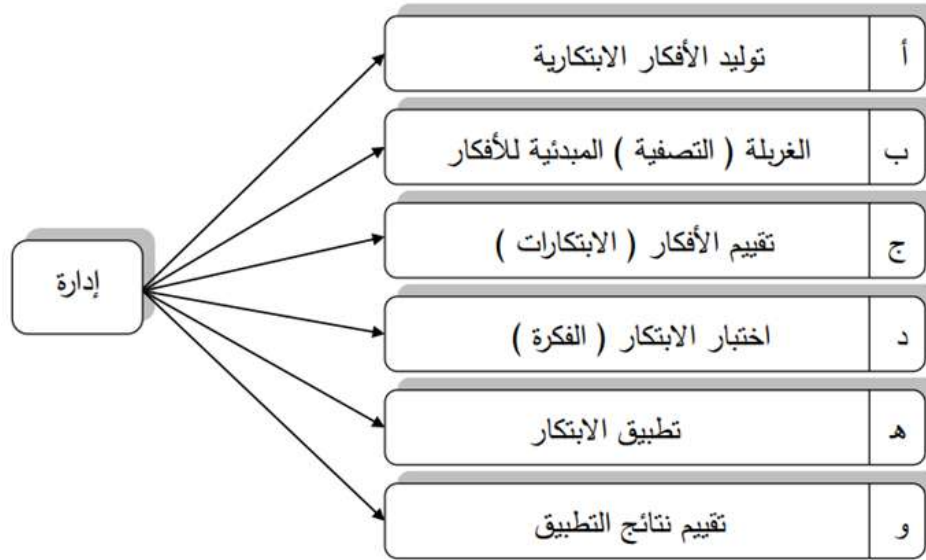 أ توليد الأفكار الابتكارية
ب الغربلة ( التصفية ) المبدئية للأفكار
ج تقييم الأفكار ( الابتكارات )
إدارة
د اختبار الابتكار ( الفكرة )
هـ تطبيق الابتكار
و تقييم نتائج التطبيق